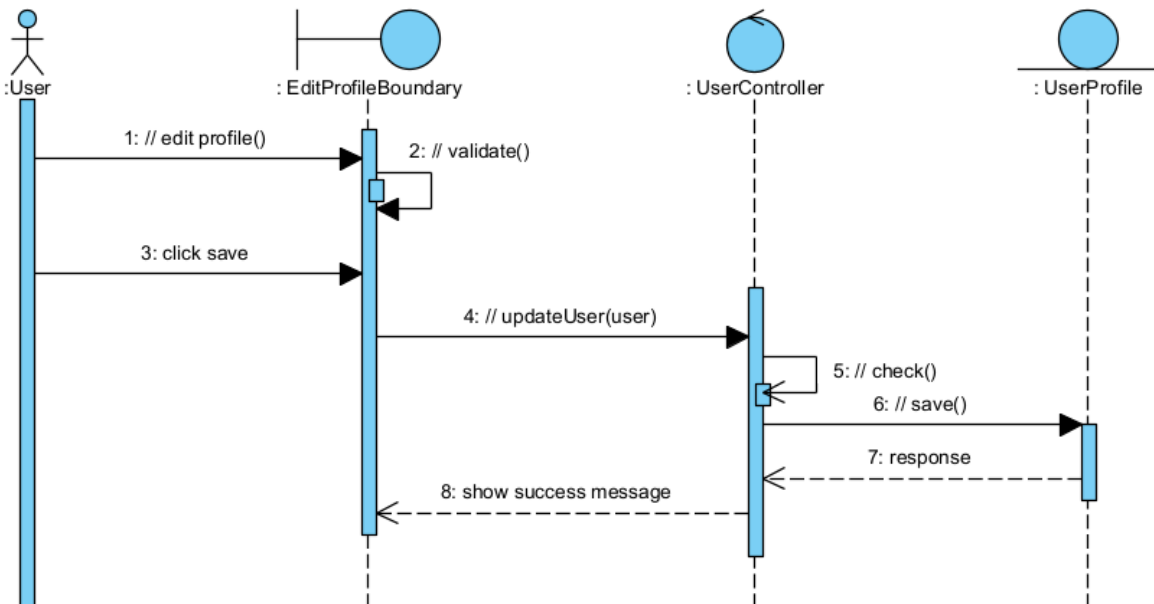 :User
: EditProfileBoundary
: UserController
: UserProfile
1: // edit profile()
2: // validate()
3: click save
4: // updateUser(user)
5: // check()
6: // save()
7: response
8: show success message